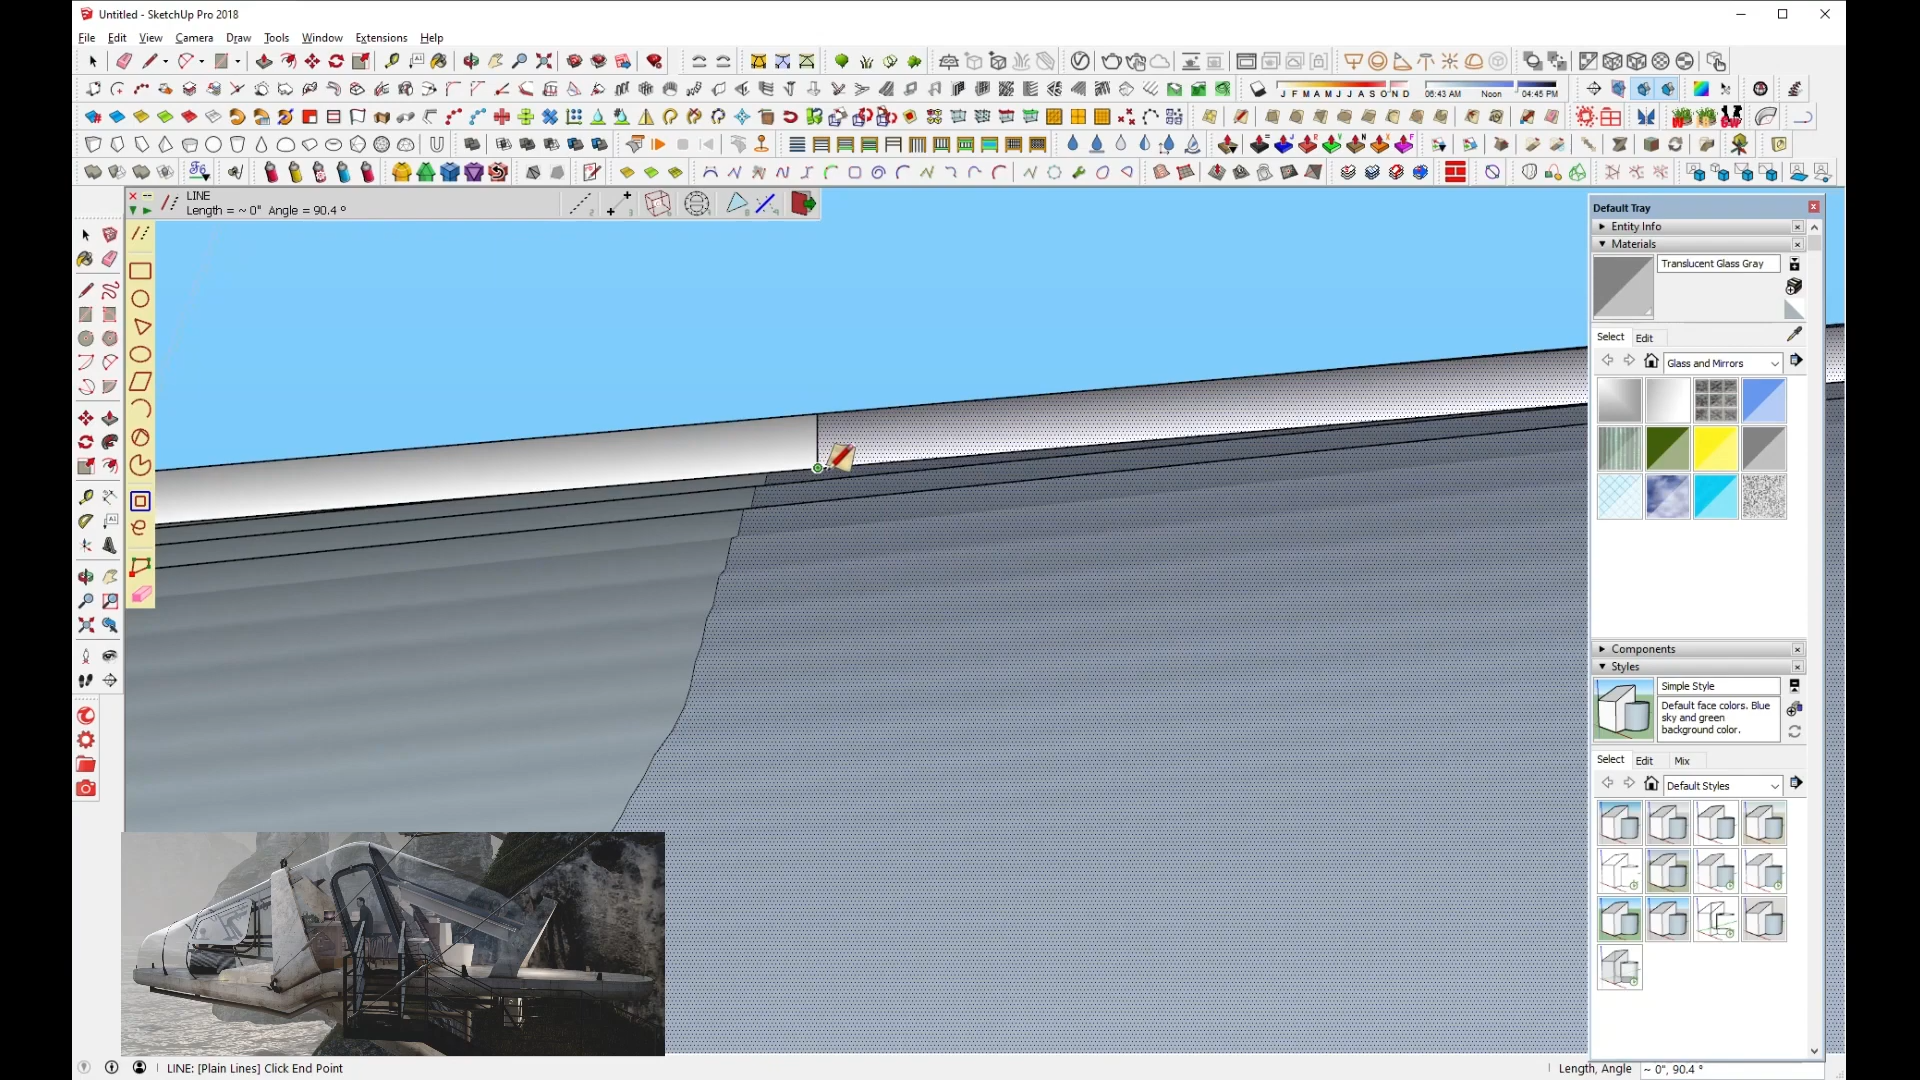 Untitled - SketchUp Pro 2018
File Edit View Camera Draw Tools Window Extensions Help
J F M A M J J A S O N D 06:43 AM Noon 04:45 PM
LINE
Length = ~ 0" Angle = 90.4 °
Default Tray
Entity Info
Materials
Translucent Glass Gray
Select Edit
Glass and Mirrors
Components
Styles
Simple Style
Default face colors. Blue
sky and green
background color.
Select Edit Mix
Default Styles
LINE: [Plain Lines] Click End Point
Length, Angle ~ 0", 90.4 °